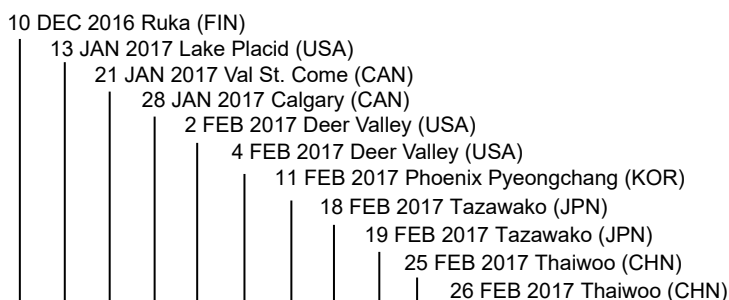 10 DEC 2016 Ruka (FIN)
13 JAN 2017 Lake Placid (USA)
21 JAN 2017 Val St. Come (CAN)
28 JAN 2017 Calgary (CAN)
2 FEB 2017 Deer Valley (USA)
4 FEB 2017 Deer Valley (USA)
11 FEB 2017 Phoenix Pyeongchang (KOR)
18 FEB 2017 Tazawako (JPN)
19 FEB 2017 Tazawako (JPN)
25 FEB 2017 Thaiwoo (CHN)
26 FEB 2017 Thaiwoo (CHN)